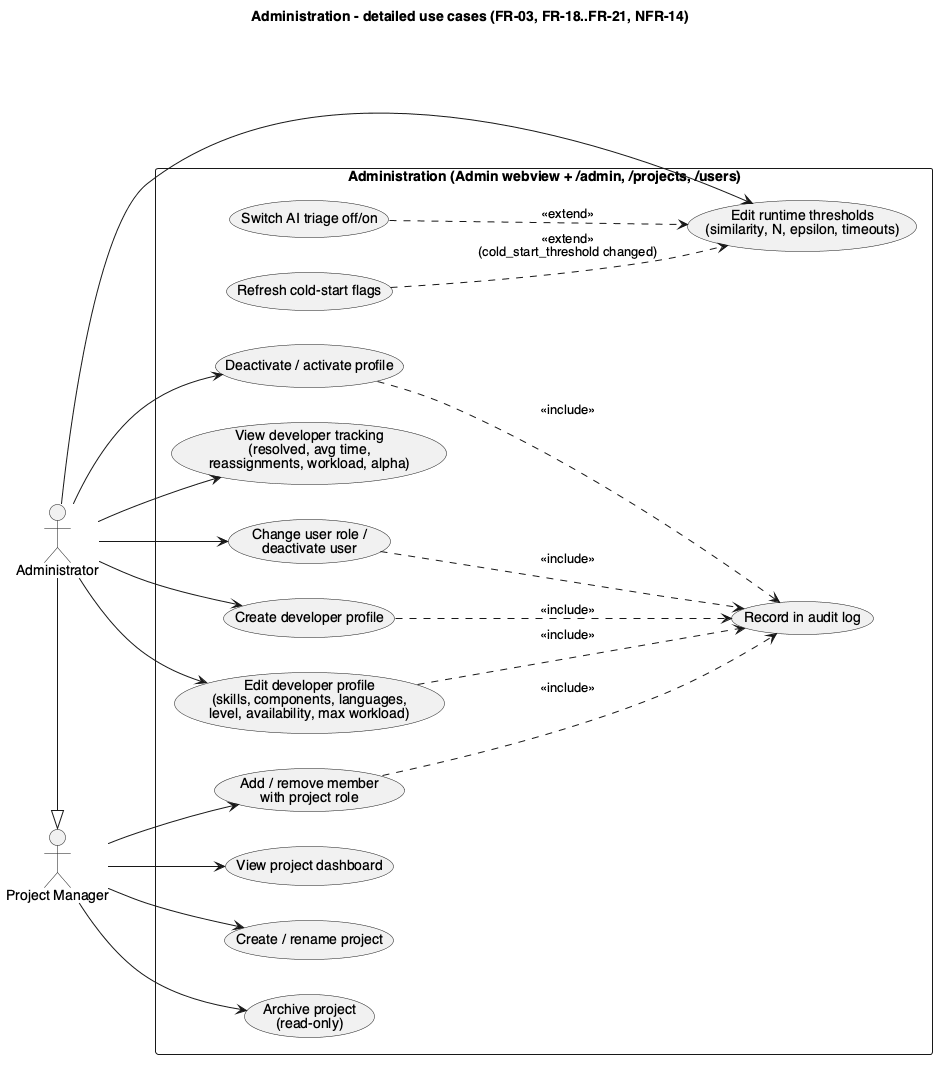 Administration - detailed use cases (FR-03, FR-18..FR-21, NFR-14)
Administration (Admin webview + /admin, /projects, /users)
Switch AI triage off/on
«extend»
Edit runtime thresholds
(similarity, N, epsilon, timeouts)
«extend»
(cold_start_threshold changed)
Refresh cold-start flags
Deactivate / activate profile
«include»
View developer tracking
(resolved, avg time,
reassignments, workload, alpha)
Administrator
Change user role /
deactivate user
«include»
Create developer profile
«include»
Record in audit log
«include»
Edit developer profile
(skills, components, languages,
level, availability, max workload)
«include»
Add / remove member
with project role
Project Manager
View project dashboard
Create / rename project
Archive project
(read-only)